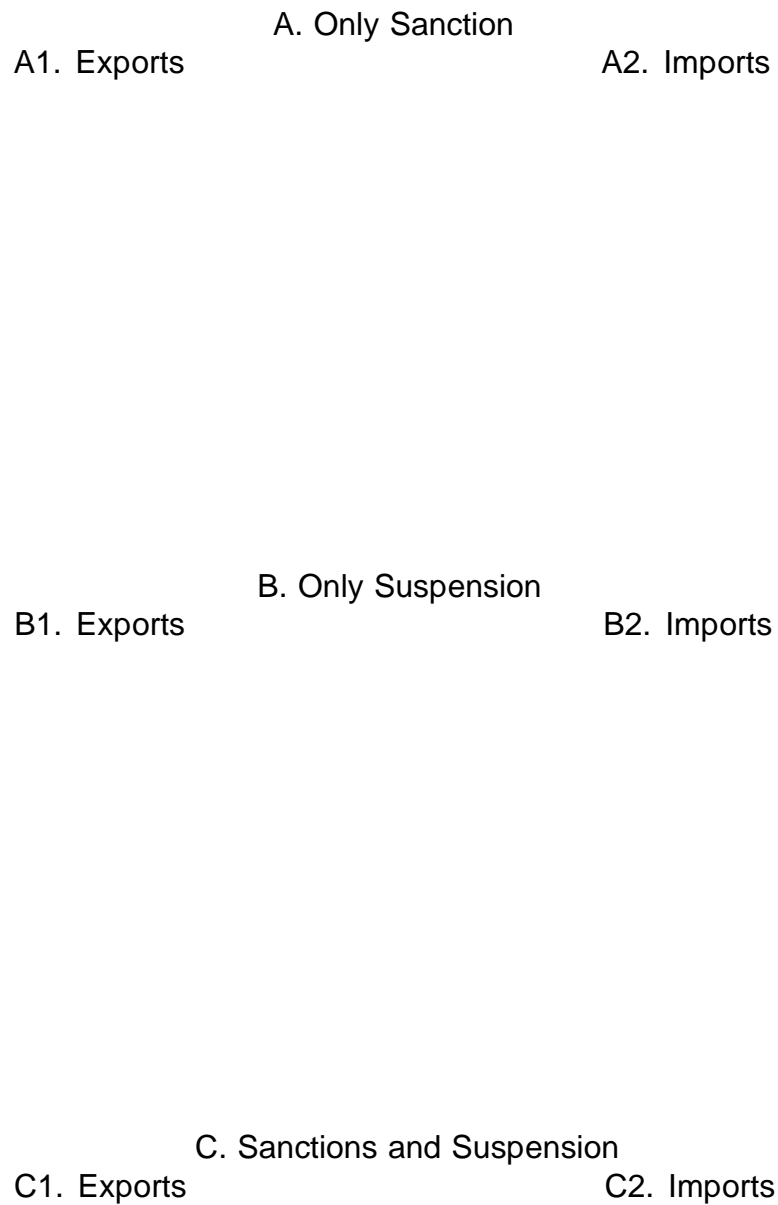 A. Only Sanction
A1. Exports A2. Imports
B. Only Suspension
B1. Exports B2. Imports
C. Sanctions and Suspension
C1. Exports C2. Imports